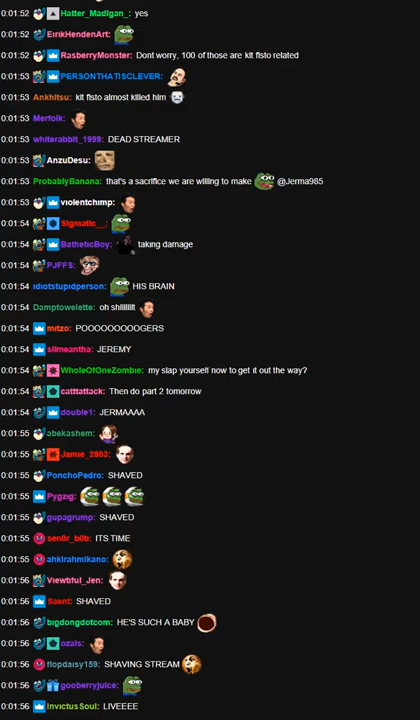 0:01:52 Hatter_Madigan_: yes
0:01:52 EirikHendenArt:
0:01:52 RasberryMonster: Dont worry, 100 of those are kit fisto related
0:01:53 PERSONTHATISCLEVER:
0:01:53 Ankhitsu: kit fisto almost killed him
0:01:53 Merfolk:
0:01:53 whiterabbit_1999: DEAD STREAMER
0:01:53 AnzuDesu:
0:01:53 ProbablyBanana: that's a sacrifice we are willing to make @Jerma985
0:01:53 violentchimp:
0:01:54 Sigmatic__:
0:01:54 BatheticBoy: taking damage
0:01:54 PJFFS:
0:01:54 idiotstupidperson: HIS BRAIN
0:01:54 Damptowelette: oh shiiiiiiit
0:01:54 mitzo: POOOOOOOOOGERS
0:01:54 slimeantha: JEREMY
0:01:54 WholeOfOneZombie: my slap yourself now to get it out the way?
0:01:54 catttattack: Then do part 2 tomorrow
0:01:54 double1: JERMAAAA
0:01:55 abekashem:
0:01:55 Jamie_2803:
0:01:55 PonchoPedro: SHAVED
0:01:55 Pygzig:
0:01:55 gupagrump: SHAVED
0:01:55 sen0r_b0b: ITS TIME
0:01:55 ahkirahmikano:
0:01:56 Viewtiful_Jen:
0:01:56 Saent: SHAVED
0:01:56 bigdongdotcom: HE'S SUCH A BABY
0:01:56 ozals:
0:01:56 flopdaisy159: SHAVING STREAM
0:01:56 gooberryjuice:
0:01:56 InvictusSoul: LIVEEEE